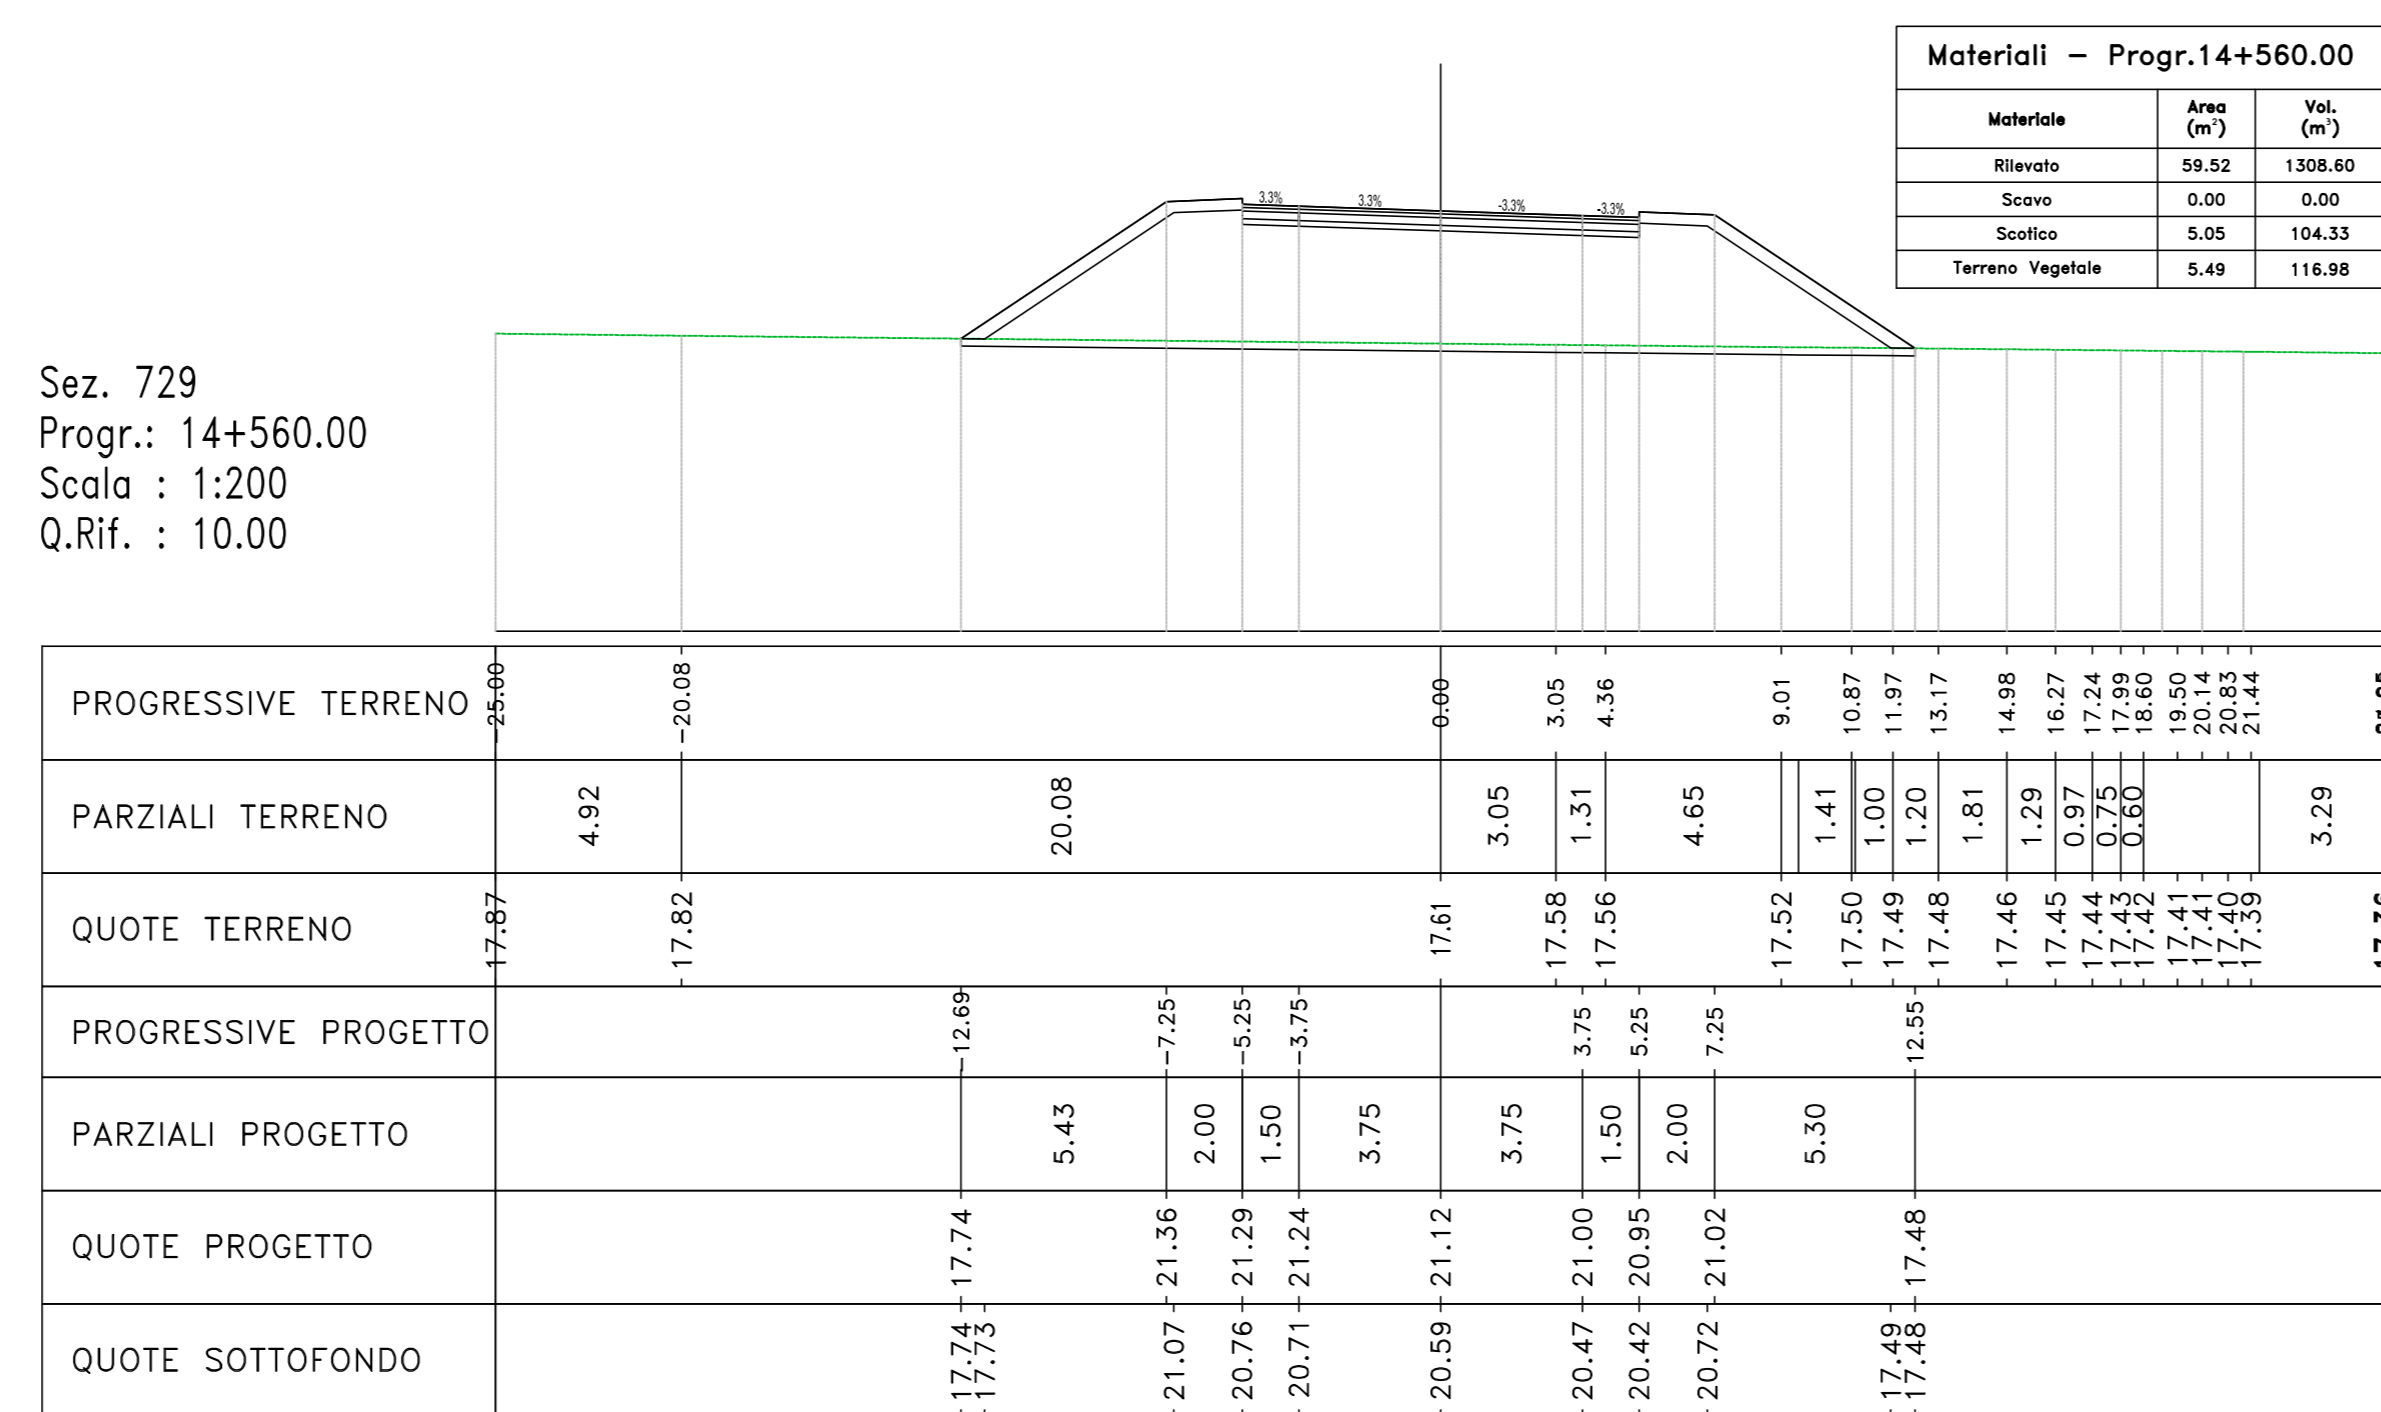 Materiali – Progr.14+560.00
Materiale Area (m²) Vol. (m³)
Rilevato 59.52 1308.60
Scavo 0.00 0.00
Scotico 5.05 104.33
Terreno Vegetale 5.49 116.98
3.3% 3.3% -3.3% -3.3%
Sez. 729
Progr.: 14+560.00
Scala : 1:200
Q.Rif. : 10.00
PROGRESSIVE TERRENO -25.00 -20.08 0.00 3.05 4.36 9.01 10.87 11.97 13.17 14.98 16.27 17.24 17.99 18.60 19.50 20.14 20.83 21.44
PARZIALI TERRENO 4.92 20.08 3.05 1.31 4.65 1.41 1.00 1.20 1.81 1.29 0.97 0.75 0.60 3.29
QUOTE TERRENO 17.87 17.82 17.61 17.58 17.56 17.52 17.50 17.49 17.48 17.46 17.45 17.44 17.43 17.42 17.41 17.41 17.40 17.39
PROGRESSIVE PROGETTO -12.69 -7.25 -5.25 -3.75 3.75 5.25 7.25 12.55
PARZIALI PROGETTO 5.43 2.00 1.50 3.75 3.75 1.50 2.00 5.30
QUOTE PROGETTO 17.74 21.36 21.29 21.24 21.12 21.00 20.95 21.02 17.48
QUOTE SOTTOFONDO 17.74 17.73 21.07 20.76 20.71 20.59 20.47 20.42 20.72 17.49 17.48